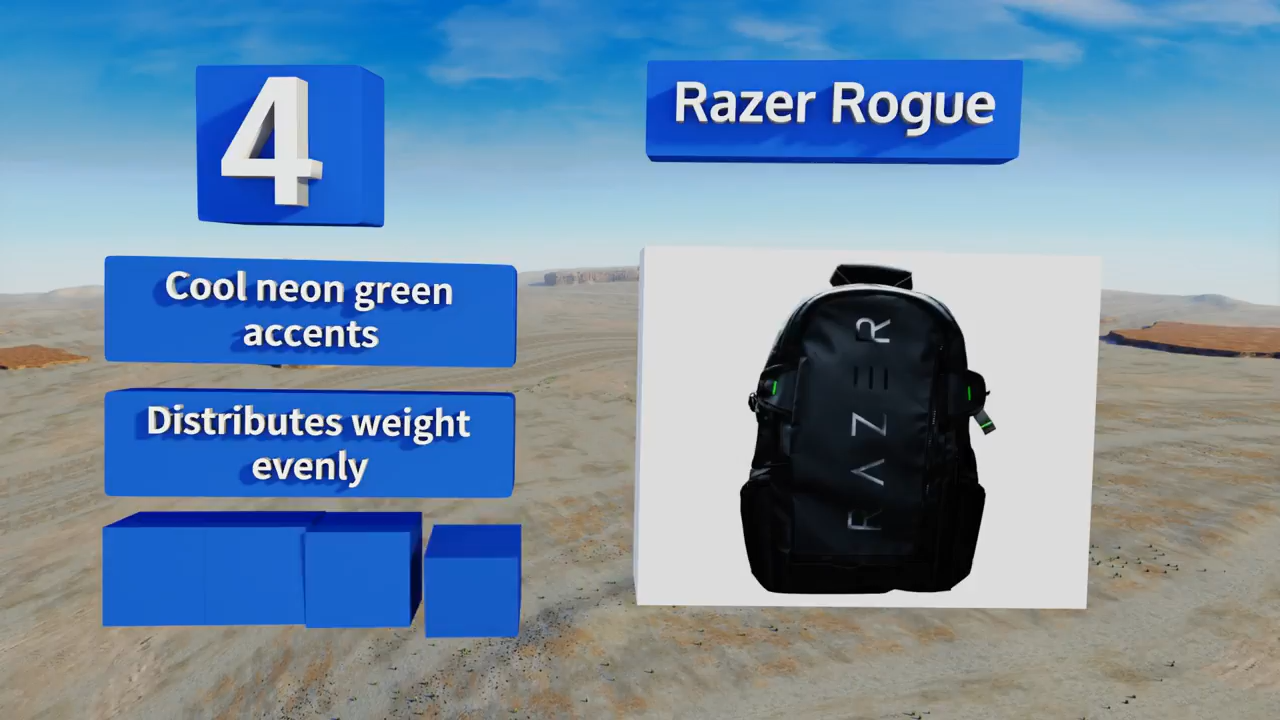 4
Razer Rogue
Cool neon green
accents
Distributes weight
evenly
RAZER